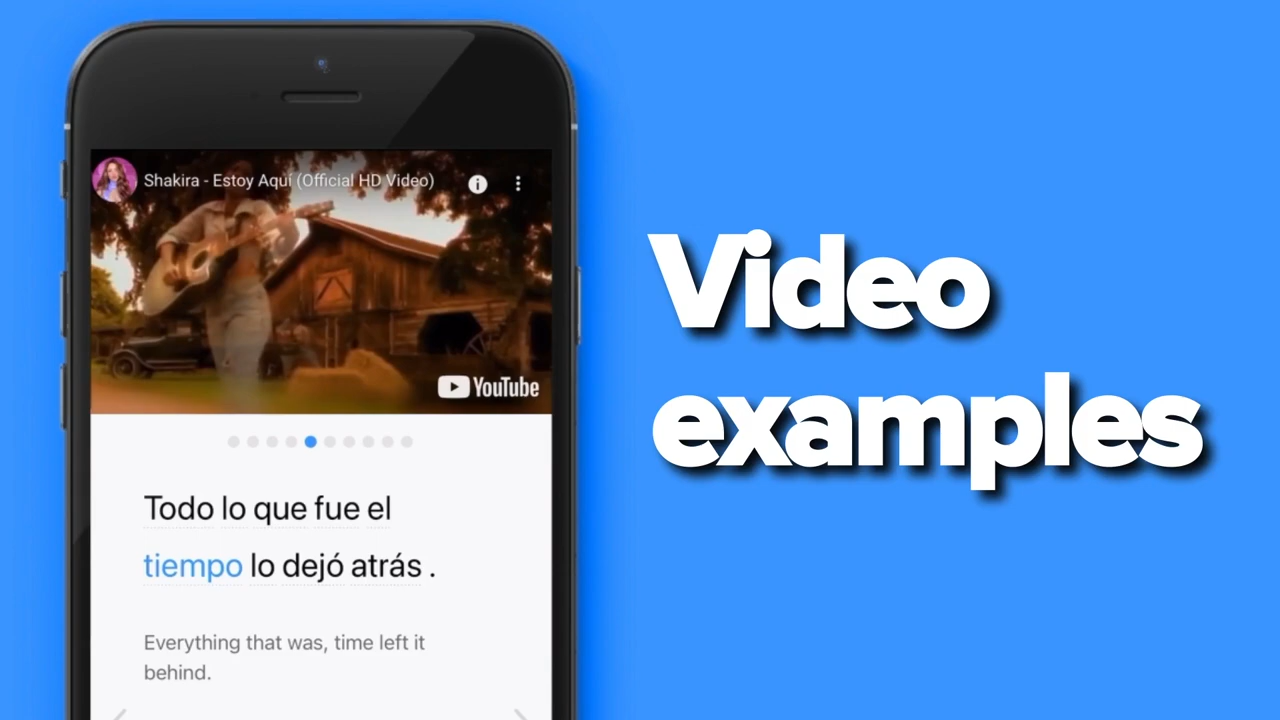 Shakira - Estoy Aquí (Official HD Video)
YouTube
Todo lo que fue el
tiempo lo dejó atrás .
Everything that was, time left it
behind.
Video
examples